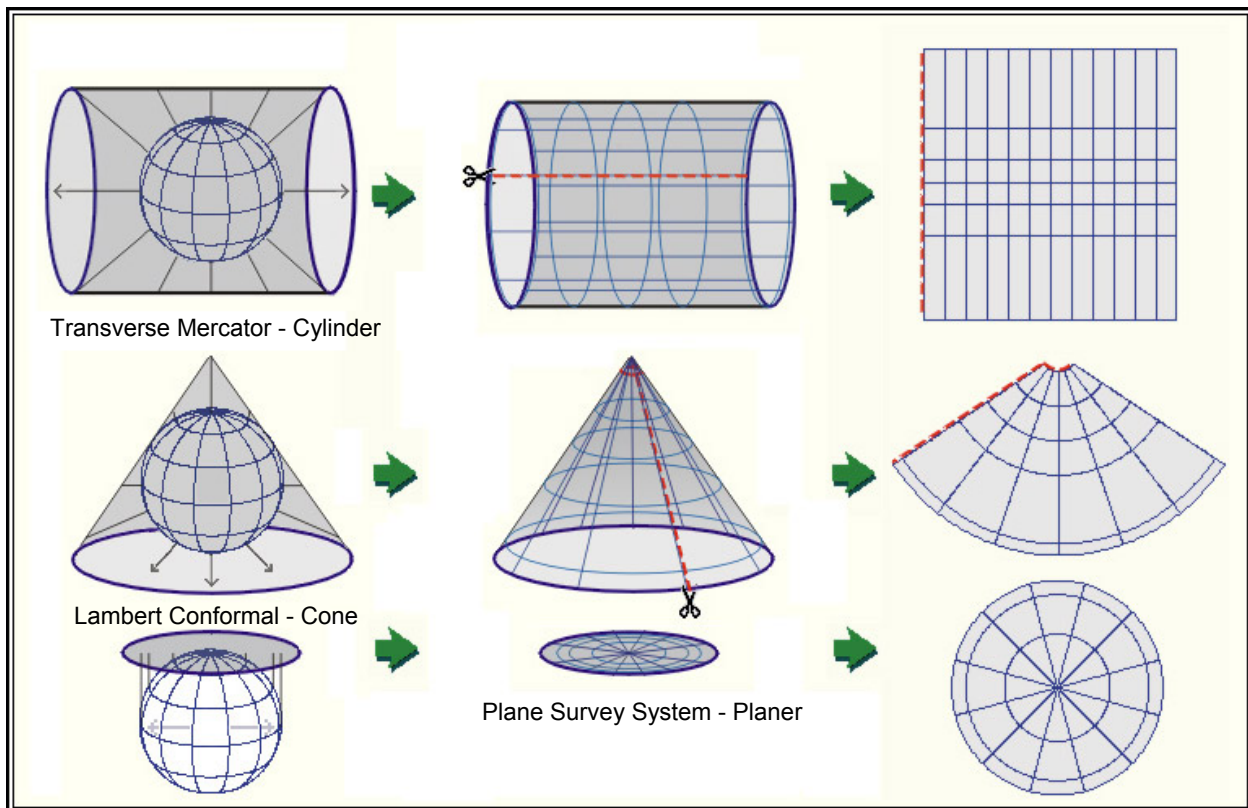 Transverse Mercator - Cylinder
Lambert Conformal - Cone
Plane Survey System - Planer